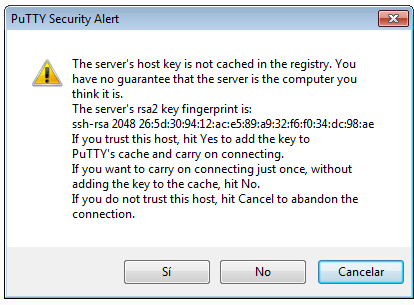 PuTTY Security Alert
The server's host key is not cached in the registry. You
have no guarantee that the server is the computer you
think it is.
The server's rsa2 key fingerprint is:
ssh-rsa 2048 26:5d:30:94:12:ac:e5:89:a9:32:f6:f0:34:dc:98:ae
If you trust this host, hit Yes to add the key to
PuTTY's cache and carry on connecting.
If you want to carry on connecting just once, without
adding the key to the cache, hit No.
If you do not trust this host, hit Cancel to abandon the
connection.
Sí
No
Cancelar